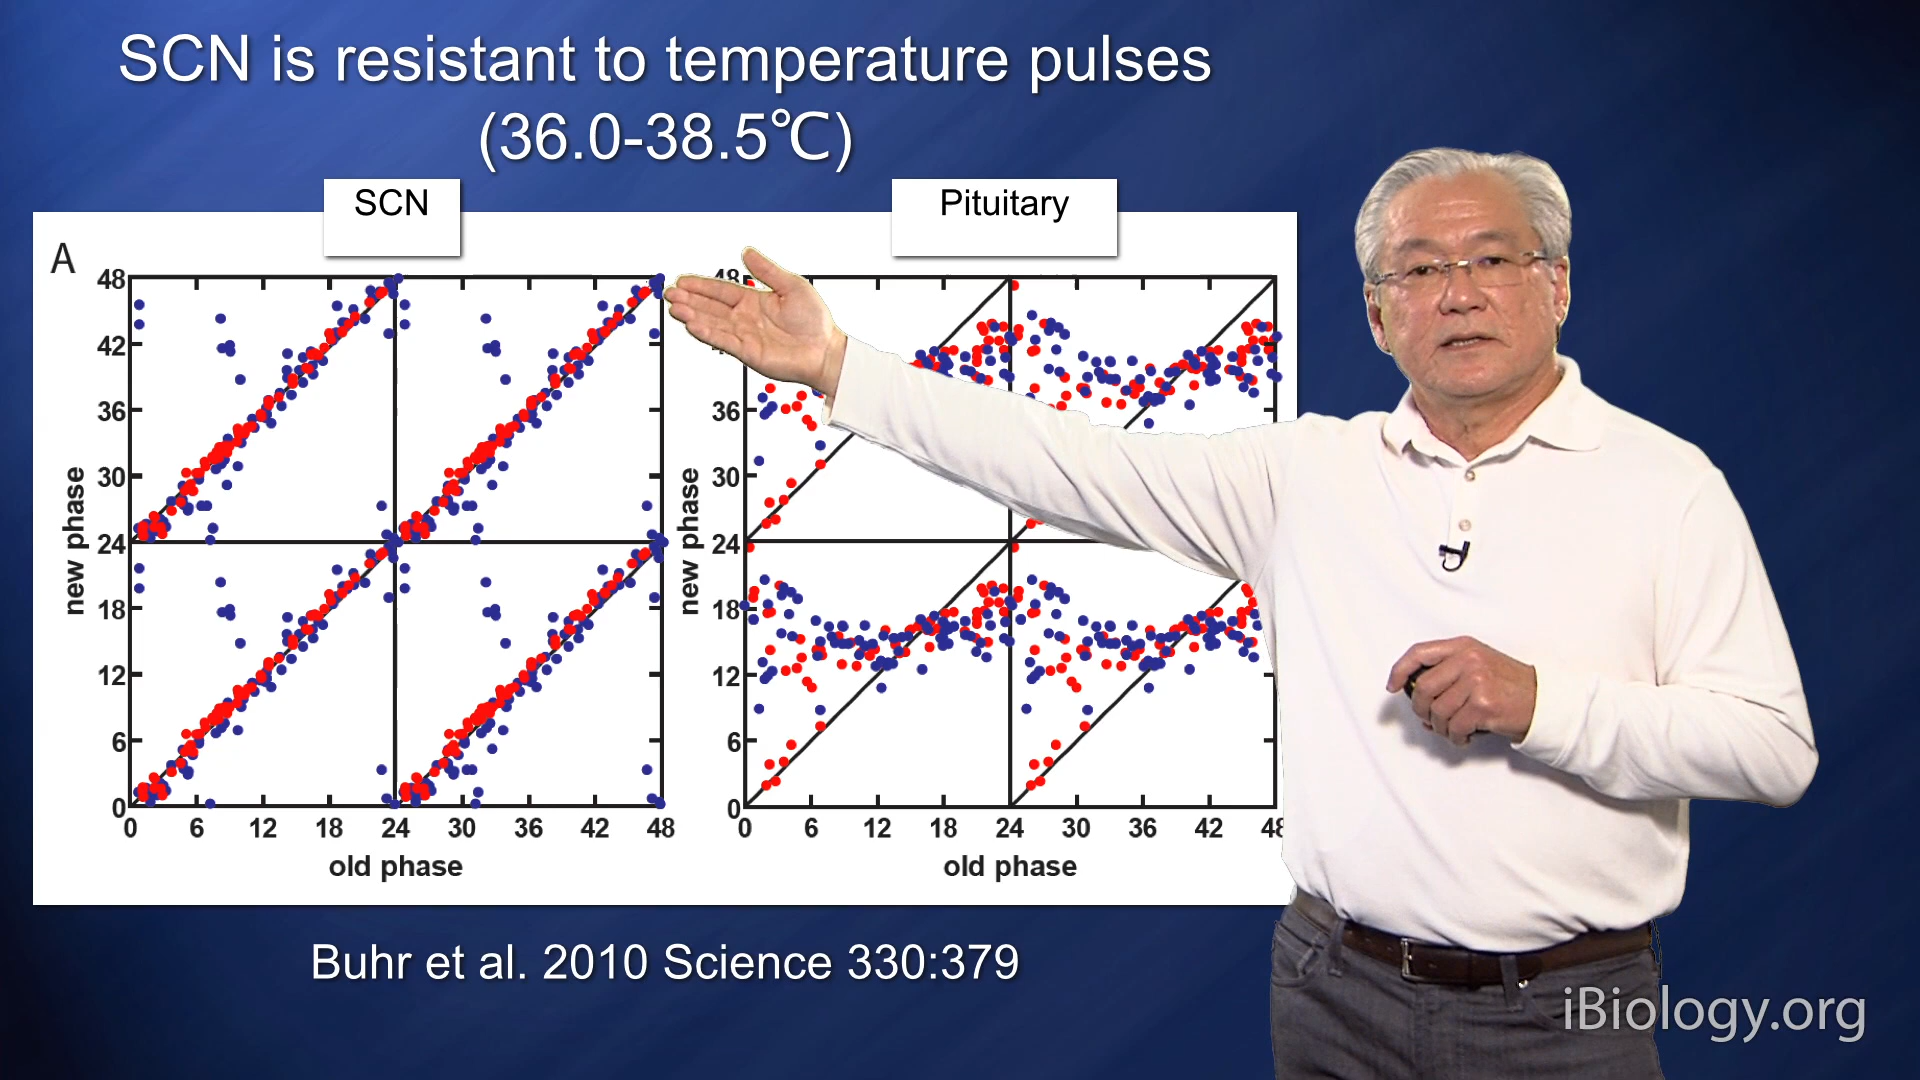 SCN is resistant to temperature pulses
(36.0-38.5℃)
SCN
Pituitary
A
48
42
36
30
24
18
12
6
0
new phase
0 6 12 18 24 30 36 42 48
old phase
48
36
30
24
18
12
6
0
new phase
0 6 12 18 24 30 36 42 48
old phase
Buhr et al. 2010 Science 330:379
iBiology.org